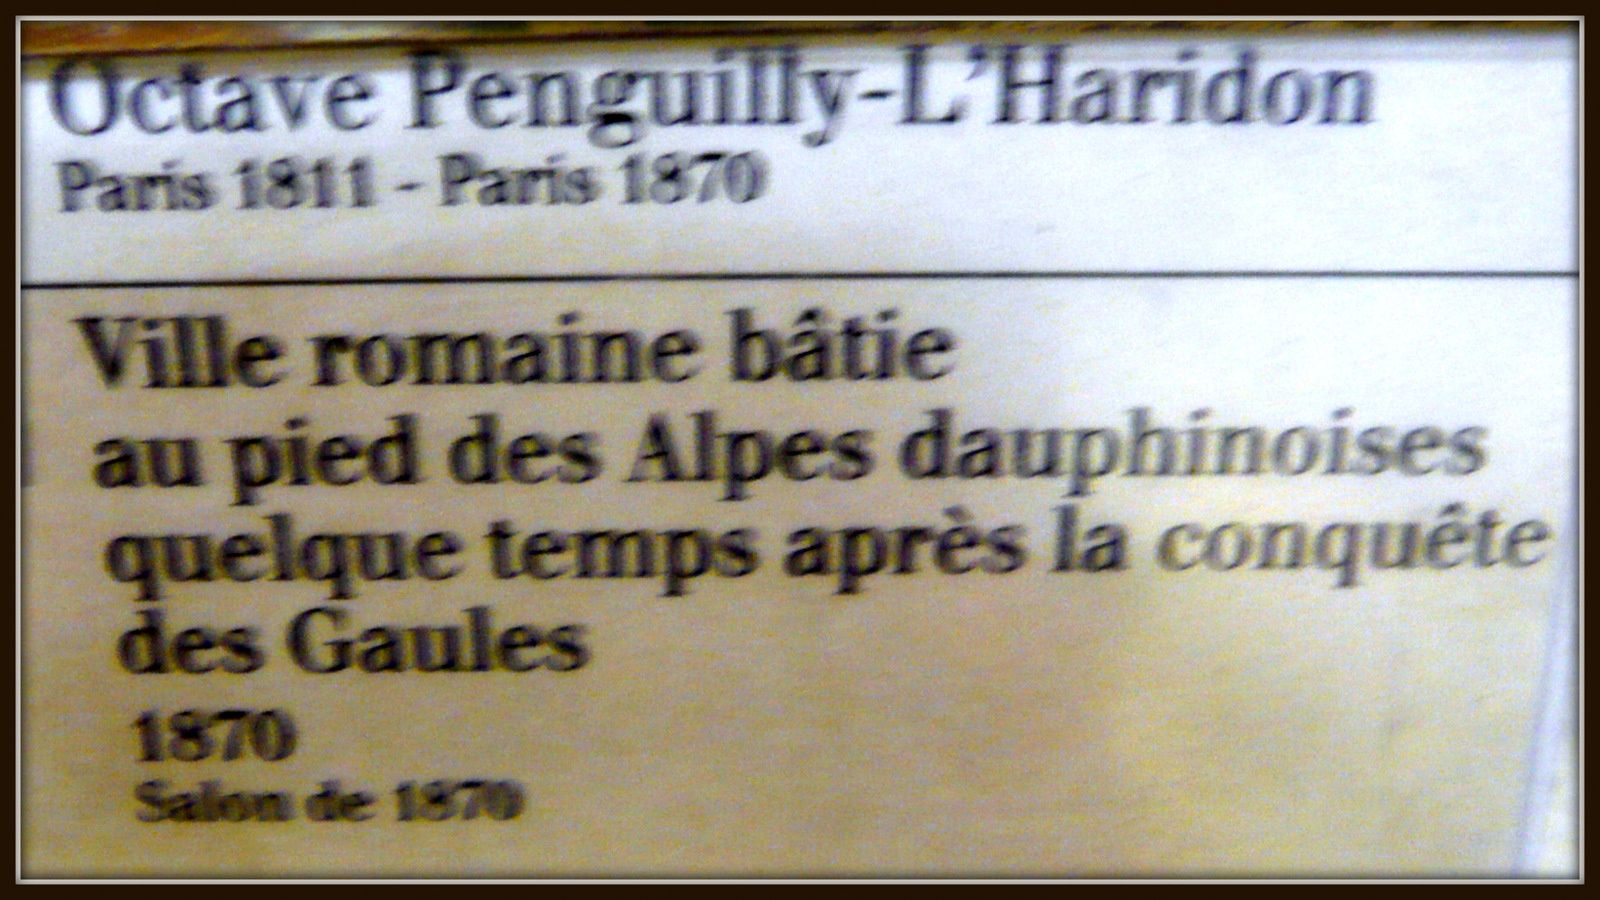 Octave Penguilly-L'Haridon
Paris 1811 - Paris 1870
Ville romaine bâtie
au pied des Alpes dauphinoises
quelque temps après la conquête
des Gaules
1870
Salon de 1870